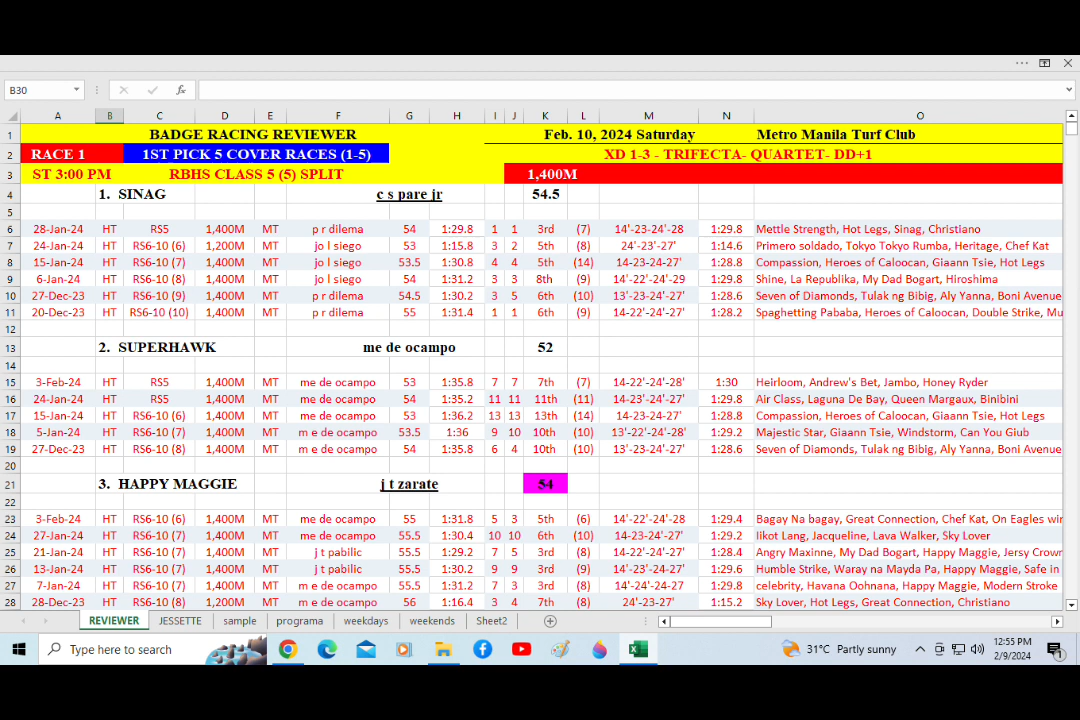 B30
fx
A B C D E F G H I J K L M N O
1 BADGE RACING REVIEWER Feb. 10, 2024 Saturday Metro Manila Turf Club
2 RACE 1 1ST PICK 5 COVER RACES (1-5) XD 1-3 - TRIFECTA- QUARTET- DD+1
3 ST 3:00 PM RBHS CLASS 5 (5) SPLIT 1,400M
4 1. SINAG c s pare jr 54.5
5
6 28-Jan-24 HT RS5 1,400M MT p r dilema 54 1:29.8 1 1 3rd (7) 14'-23-24'-28 1:29.8 Mettle Strength, Hot Legs, Sinag, Christiano
7 24-Jan-24 HT RS6-10 (6) 1,200M MT jo l siego 53 1:15.8 3 2 5th (8) 24'-23'-27' 1:14.6 Primero soldado, Tokyo Tokyo Rumba, Heritage, Chef Kat
8 15-Jan-24 HT RS6-10 (7) 1,400M MT jo l siego 53.5 1:30.8 4 4 5th (14) 14-23-24-27' 1:28.8 Compassion, Heroes of Caloocan, Giaann Tsie, Hot Legs
9 6-Jan-24 HT RS6-10 (8) 1,400M MT jo l siego 54 1:31.2 3 3 8th (9) 14'-22'-24'-29 1:29.8 Shine, La Republika, My Dad Bogart, Hiroshima
10 27-Dec-23 HT RS6-10 (9) 1,400M MT p r dilema 54.5 1:30.2 3 5 6th (10) 13'-23-24'-27' 1:28.6 Seven of Diamonds, Tulak ng Bibig, Aly Yanna, Boni Avenue
11 20-Dec-23 HT RS6-10 (10) 1,400M MT p r dilema 55 1:31.4 1 1 6th (9) 14-22'-24'-27' 1:28.2 Spaghetting Pababa, Heroes of Caloocan, Double Strike, Mu
12
13 2. SUPERHAWK me de ocampo 52
14
15 3-Feb-24 HT RS5 1,400M MT me de ocampo 53 1:35.8 7 7 7th (7) 14-22'-24'-28' 1:30 Heirloom, Andrew's Bet, Jambo, Honey Ryder
16 24-Jan-24 HT RS5 1,400M MT me de ocampo 54 1:35.2 11 11 11th (11) 14-23'-24'-27' 1:29.8 Air Class, Laguna De Bay, Queen Margaux, Binibini
17 15-Jan-24 HT RS6-10 (6) 1,400M MT me de ocampo 53 1:36.2 13 13 13th (14) 14-23-24'-28 1:28.8 Compassion, Heroes of Caloocan, Giaann Tsie, Hot Legs
18 5-Jan-24 HT RS6-10 (7) 1,400M MT m e de ocampo 53.5 1:36 9 10 10th (10) 13'-22'-24'-28' 1:29.2 Majestic Star, Giaann Tsie, Windstorm, Can You Giub
19 27-Dec-23 HT RS6-10 (8) 1,400M MT m e de ocampo 54 1:35.8 6 4 10th (10) 13-23-24'-27' 1:28.6 Seven of Diamonds, Tulak ng Bibig, Aly Yanna, Boni Avenue
20
21 3. HAPPY MAGGIE j t zarate 54
22
23 3-Feb-24 HT RS6-10 (6) 1,400M MT me de ocampo 55 1:31.8 5 3 5th (6) 14'-22'-24'-28 1:29.4 Bagay Na bagay, Great Connection, Chef Kat, On Eagles win
24 27-Jan-24 HT RS6-10 (7) 1,400M MT me de ocampo 55.5 1:30.4 10 10 6th (10) 14-23-24'-27' 1:29.2 Iikot Lang, Jacqueline, Lava Walker, Sky Lover
25 21-Jan-24 HT RS6-10 (7) 1,400M MT j t pabilic 55.5 1:29.2 7 5 3rd (8) 14-22'-24'-27' 1:28.4 Angry Maxinne, My Dad Bogart, Happy Maggie, Jersy Crown
26 13-Jan-24 HT RS6-10 (7) 1,400M MT j t pabilic 55.5 1:30.2 9 9 3rd (9) 14'-23'-24'-27' 1:29.6 Humble Strike, Waray na Mayda Pa, Happy Maggie, Safe in
27 7-Jan-24 HT RS6-10 (7) 1,400M MT m e de ocampo 55.5 1:31.2 7 3 3rd (8) 14'-24'-24-27 1:29.8 celebrity, Havana Oohnana, Happy Maggie, Modern Stroke
28 28-Dec-23 HT RS6-10 (8) 1,200M MT m e de ocampo 56 1:16.4 3 4 7th (8) 24'-23-27' 1:15.2 Sky Lover, Hot Legs, Great Connection, Christiano
REVIEWER JESSETTE sample programa weekdays weekends Sheet2
Type here to search 31°C Partly sunny 12:55 PM
2/9/2024
1